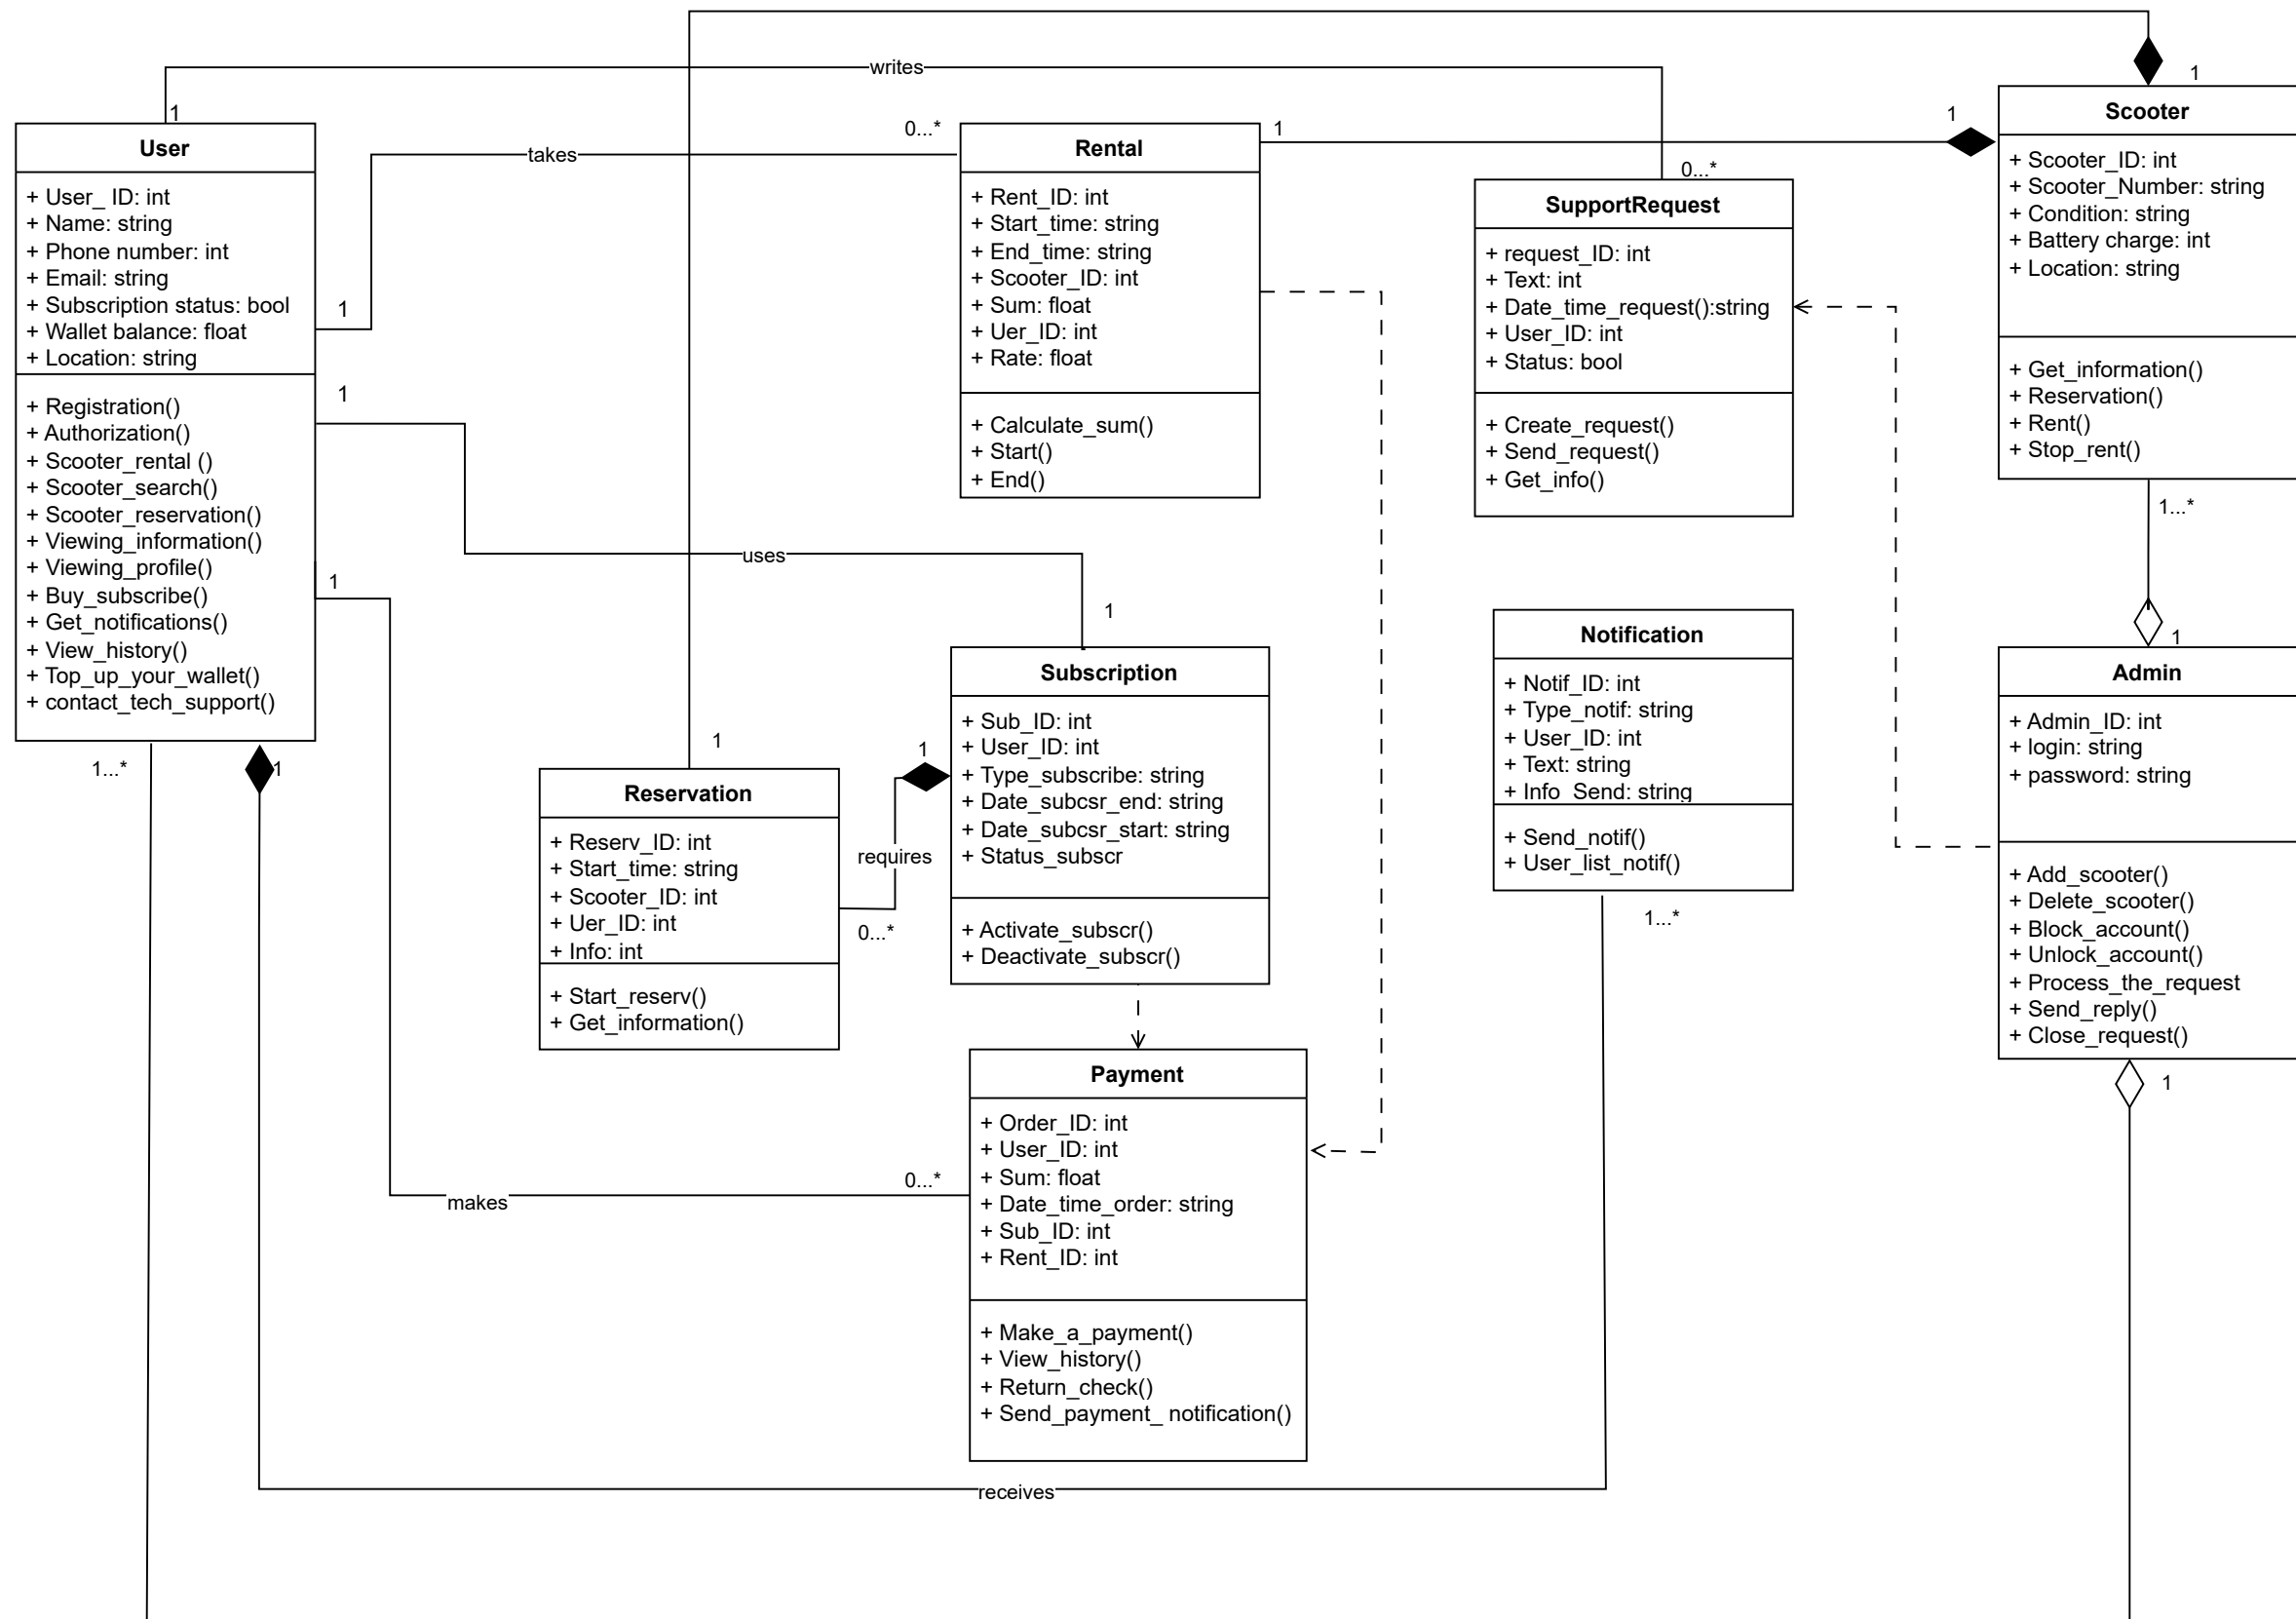 writes
1
1
User
+ User_ ID: int
+ Name: string
+ Phone number: int
+ Email: string
+ Subscription status: bool
+ Wallet balance: float
+ Location: string
+ Registration()
+ Authorization()
+ Scooter_rental ()
+ Scooter_search()
+ Scooter_reservation()
+ Viewing_information()
+ Viewing_profile()
+ Buy_subscribe()
+ Get_notifications()
+ View_history()
+ Top_up_your_wallet()
+ contact_tech_support()
1
1
1
1...*
1
takes
0...*
Rental
+ Rent_ID: int
+ Start_time: string
+ End_time: string
+ Scooter_ID: int
+ Sum: float
+ Uer_ID: int
+ Rate: float
+ Calculate_sum()
+ Start()
+ End()
1
1
0...*
SupportRequest
+ request_ID: int
+ Text: int
+ Date_time_request():string
+ User_ID: int
+ Status: bool
+ Create_request()
+ Send_request()
+ Get_info()
Scooter
+ Scooter_ID: int
+ Scooter_Number: string
+ Condition: string
+ Battery charge: int
+ Location: string
+ Get_information()
+ Reservation()
+ Rent()
+ Stop_rent()
1...*
1
uses
1
Subscription
+ Sub_ID: int
+ User_ID: int
+ Type_subscribe: string
+ Date_subcsr_end: string
+ Date_subcsr_start: string
+ Status_subscr
+ Activate_subscr()
+ Deactivate_subscr()
1
1
requires
0...*
Reservation
+ Reserv_ID: int
+ Start_time: string
+ Scooter_ID: int
+ Uer_ID: int
+ Info: int
+ Start_reserv()
+ Get_information()
Notification
+ Notif_ID: int
+ Type_notif: string
+ User_ID: int
+ Text: string
+ Info_Send: string
+ Send_notif()
+ User_list_notif()
1...*
Admin
+ Admin_ID: int
+ login: string
+ password: string
+ Add_scooter()
+ Delete_scooter()
+ Block_account()
+ Unlock_account()
+ Process_the_request
+ Send_reply()
+ Close_request()
1
Payment
+ Order_ID: int
+ User_ID: int
+ Sum: float
+ Date_time_order: string
+ Sub_ID: int
+ Rent_ID: int
+ Make_a_payment()
+ View_history()
+ Return_check()
+ Send_payment_ notification()
0...*
makes
receives